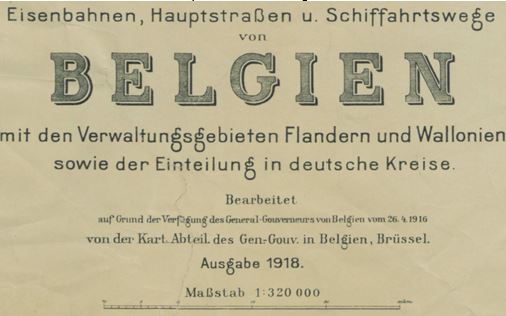 Eisenbahnen, Hauptstraßen u. Schiffahrtswege
von
BELGIEN
mit den Verwaltungsgebieten Flandern und Wallonien
sowie der Einteilung in deutsche Kreise.
Bearbeitet
auf Grund der Verfügung des General-Gouverneurs von Belgien vom 26. 4. 1916
von der Kart. Abteil. des Gen.-Gouv. in Belgien, Brüssel.
Ausgabe 1918.
Maßstab 1:320 000